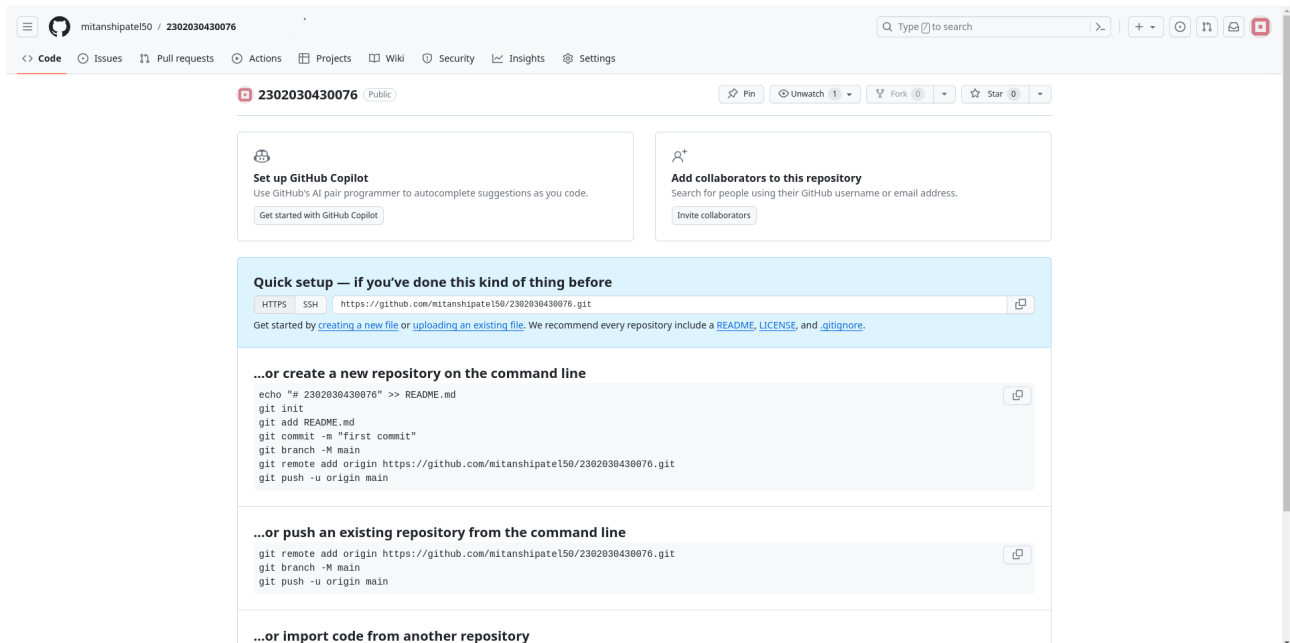 mitanshipatel50 / 2302030430076
Type / to search
Code Issues Pull requests Actions Projects Wiki Security Insights Settings
2302030430076 Public
Pin Unwatch 1 Fork 0 Star 0
Set up GitHub Copilot
Use GitHub's AI pair programmer to autocomplete suggestions as you code.
Get started with GitHub Copilot
Add collaborators to this repository
Search for people using their GitHub username or email address.
Invite collaborators
Quick setup — if you've done this kind of thing before
HTTPS SSH https://github.com/mitanshipatel50/2302030430076.git
Get started by creating a new file or uploading an existing file. We recommend every repository include a README, LICENSE, and .gitignore.
...or create a new repository on the command line
echo "# 2302030430076" >> README.md
git init
git add README.md
git commit -m "first commit"
git branch -M main
git remote add origin https://github.com/mitanshipatel50/2302030430076.git
git push -u origin main
...or push an existing repository from the command line
git remote add origin https://github.com/mitanshipatel50/2302030430076.git
git branch -M main
git push -u origin main
...or import code from another repository